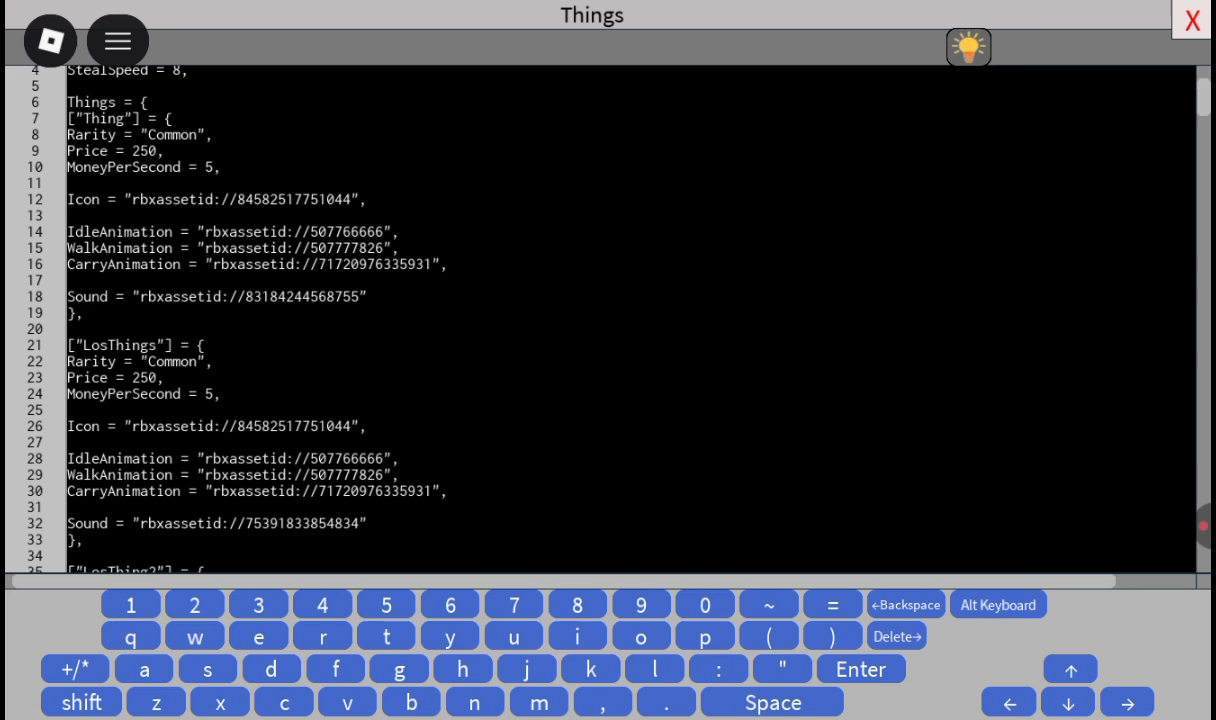 Things
X
4 StealSpeed = 8,
5
6 Things = {
7 ["Thing"] = {
8 Rarity = "Common",
9 Price = 250,
10 MoneyPerSecond = 5,
11
12 Icon = "rbxassetid://84582517751044",
13
14 IdleAnimation = "rbxassetid://507766666",
15 WalkAnimation = "rbxassetid://507777826",
16 CarryAnimation = "rbxassetid://71720976335931",
17
18 Sound = "rbxassetid://83184244568755"
19 },
20
21 ["LosThings"] = {
22 Rarity = "Common",
23 Price = 250,
24 MoneyPerSecond = 5,
25
26 Icon = "rbxassetid://84582517751044",
27
28 IdleAnimation = "rbxassetid://507766666",
29 WalkAnimation = "rbxassetid://507777826",
30 CarryAnimation = "rbxassetid://71720976335931",
31
32 Sound = "rbxassetid://75391833854834"
33 },
34
35 ["LosThing2"] = {
1 2 3 4 5 6 7 8 9 0 ~ = ←Backspace Alt Keyboard
q w e r t y u i o p ( ) Delete→
+/* a s d f g h j k l : " Enter ↑
shift z x c v b n m , . Space ← ↓ →